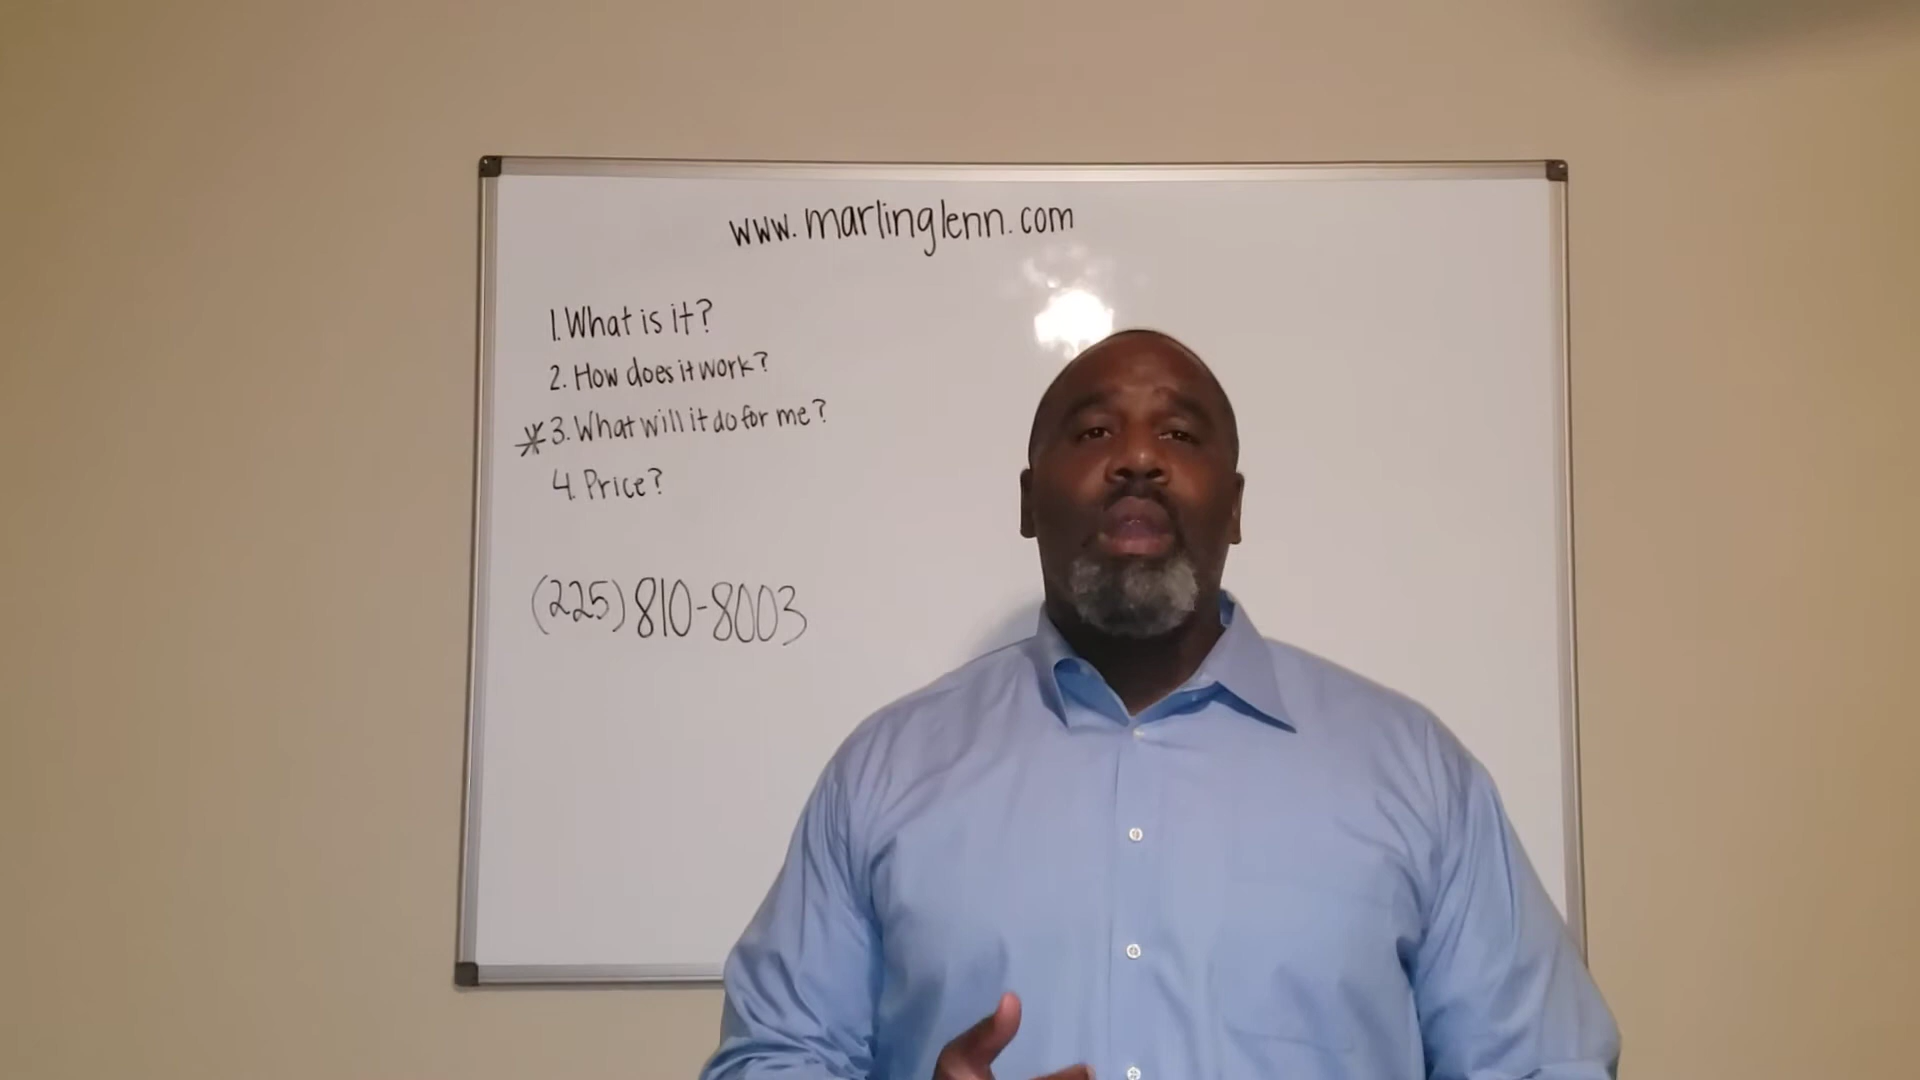 www.marlinglenn.com
1. What is it?
2. How does it work?
* 3. What will it do for me?
4. Price?
(225) 810-8003